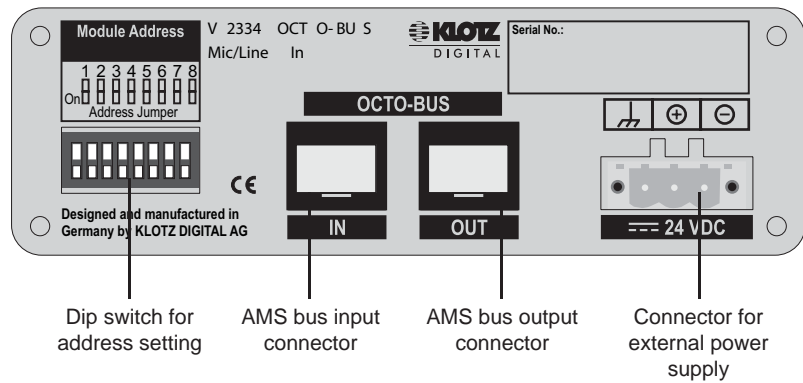 Module Address
1 2 3 4 5 6 7 8
On
Address Jumper
V 2334 OCT O-BU S
Mic/Line In
KLOTZ
DIGITAL
Serial No.:
OCTO-BUS
IN
OUT
CE
Designed and manufactured in
Germany by KLOTZ DIGITAL AG
24 VDC
Dip switch for
address setting
AMS bus input
connector
AMS bus output
connector
Connector for
external power
supply